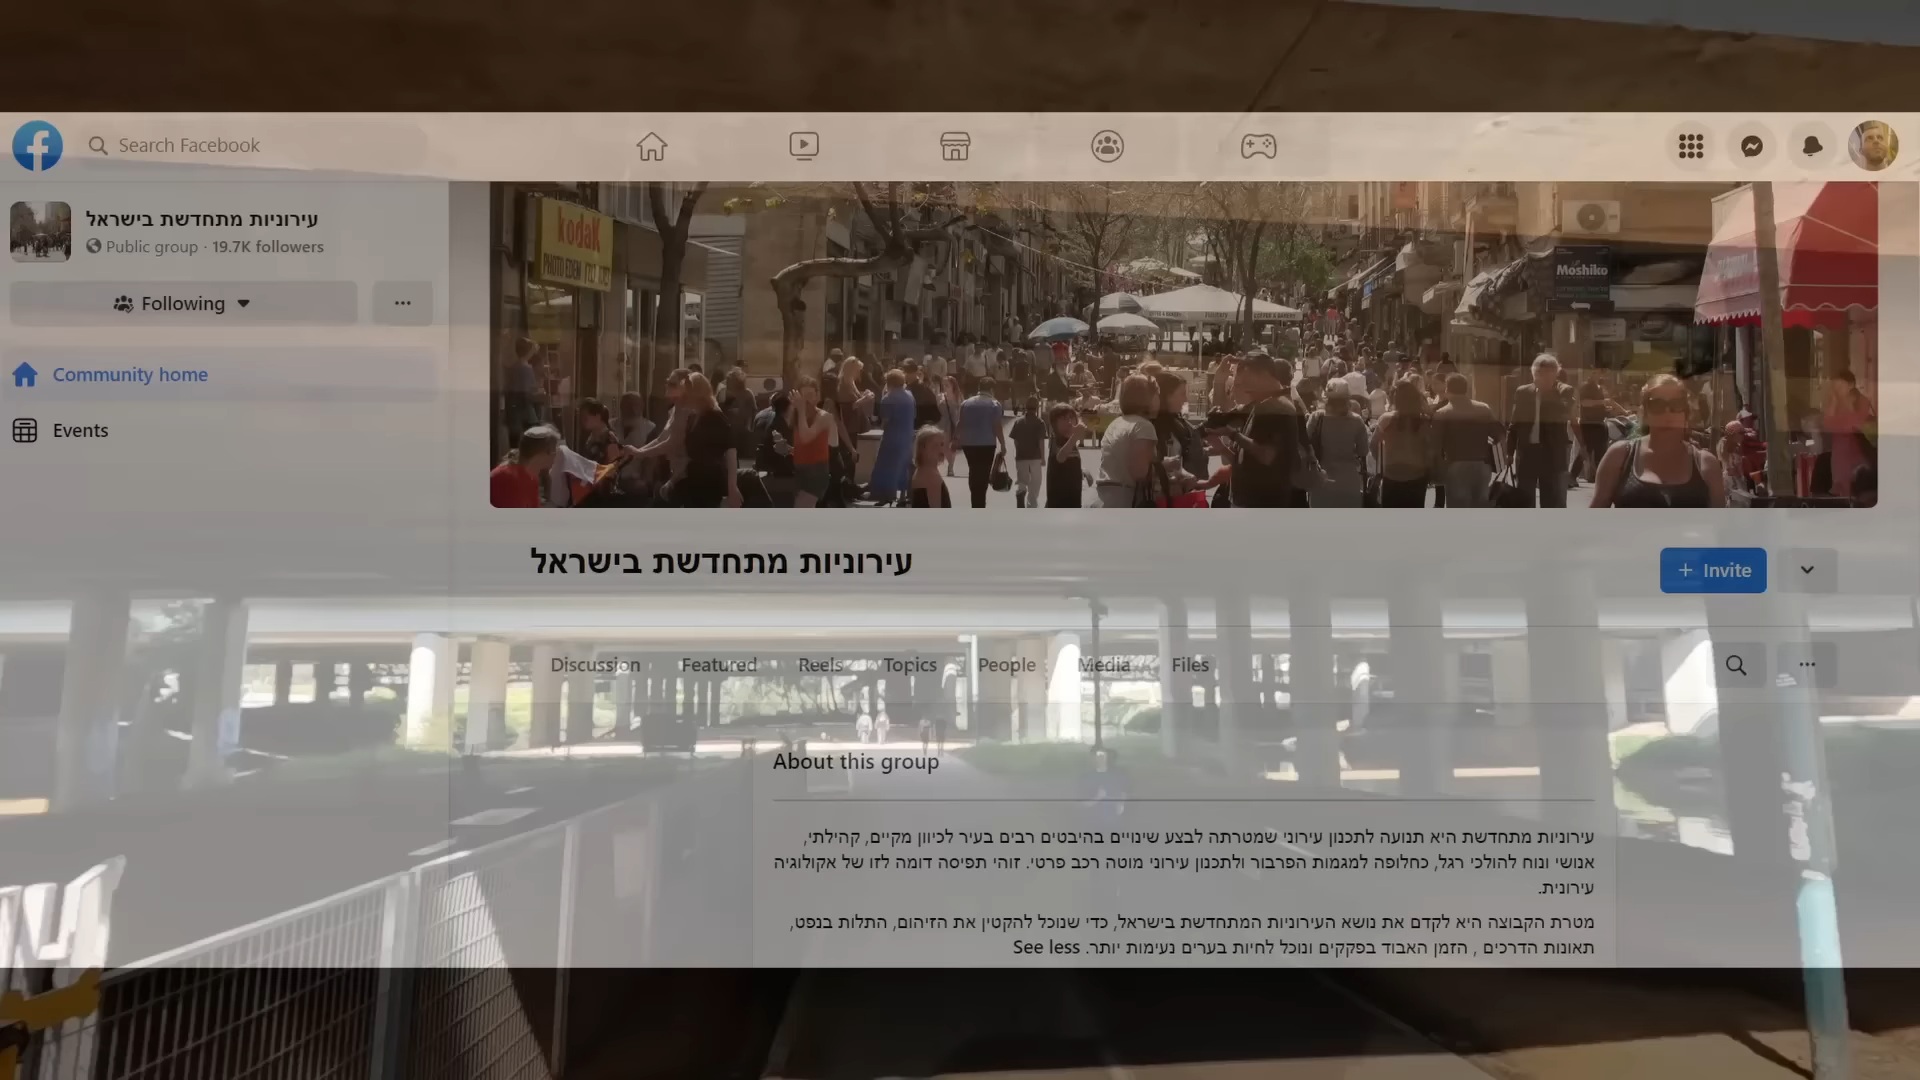 Search Facebook
עירוניות מתחדשת בישראל
Public group · 19.7K followers
Following
Community home
Events
kodak
PHOTO EDEN
Moshiko
עירוניות מתחדשת בישראל
+ Invite
Discussion Featured Reels Topics People Media Files
About this group
עירוניות מתחדשת היא תנועה לתכנון עירוני שמטרתה לבצע שינויים בהיבטים רבים בעיר לכיוון מקיים, קהילתי,
אנושי ונוח להולכי רגל, כחלופה למגמות הפרבור ולתכנון עירוני מוטה רכב פרטי. זוהי תפיסה דומה לזו של אקולוגיה
עירונית.
מטרת הקבוצה היא לקדם את נושא העירוניות המתחדשת בישראל, כדי שנוכל להקטין את הזיהום, התלות בנפט,
תאונות הדרכים , הזמן האבוד בפקקים ונוכל לחיות בערים נעימות יותר. See less